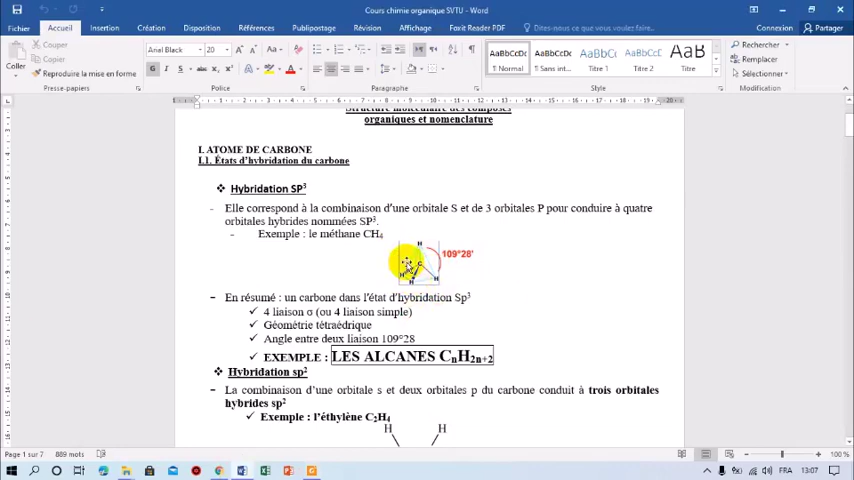 Cours chimie organique SVTU - Word
Fichier Accueil Insertion Création Disposition Références Publipostage Révision Affichage Foxit Reader PDF Dites-nous ce que vous voulez faire... Connexion Partager
Coller
Couper
Copier
Reproduire la mise en forme
Presse-papiers
Arial Black 20
G I S abc
Police
Paragraphe
AaBbCcDc AaBbCcDc AaBbCc AaBbCcD AaB
¶ Normal ¶ Sans int... Titre 1 Titre 2 Titre
Style
Rechercher
Remplacer
Sélectionner
Modification
Structure moléculaire des composés
organiques et nomenclature
I. ATOME DE CARBONE
I.1. États d'hybridation du carbone
❖ Hybridation SP³
- Elle correspond à la combinaison d'une orbitale S et de 3 orbitales P pour conduire à quatre
orbitales hybrides nommées SP³.
- Exemple : le méthane CH₄
H
109°28'
C
H
H
H
- En résumé : un carbone dans l'état d'hybridation Sp³
✓ 4 liaison σ (ou 4 liaison simple)
✓ Géométrie tétraédrique
✓ Angle entre deux liaison 109°28
✓ EXEMPLE : LES ALCANES CₙH₂ₙ₊₂
❖ Hybridation sp²
- La combinaison d'une orbitale s et deux orbitales p du carbone conduit à trois orbitales
hybrides sp²
✓ Exemple : l'éthylène C₂H₄
H H
Page 1 sur 7 889 mots
100 %
FRA 13:07